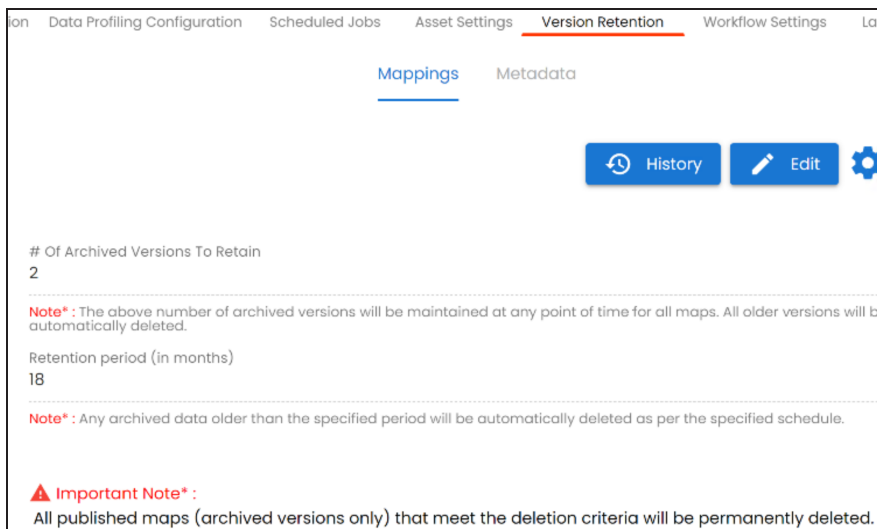 ion Data Profiling Configuration Scheduled Jobs Asset Settings Version Retention Workflow Settings La
Mappings Metadata
History Edit
# Of Archived Versions To Retain
2
Note* : The above number of archived versions will be maintained at any point of time for all maps. All older versions will b
automatically deleted.
Retention period (in months)
18
Note* : Any archived data older than the specified period will be automatically deleted as per the specified schedule.
Important Note* :
All published maps (archived versions only) that meet the deletion criteria will be permanently deleted.